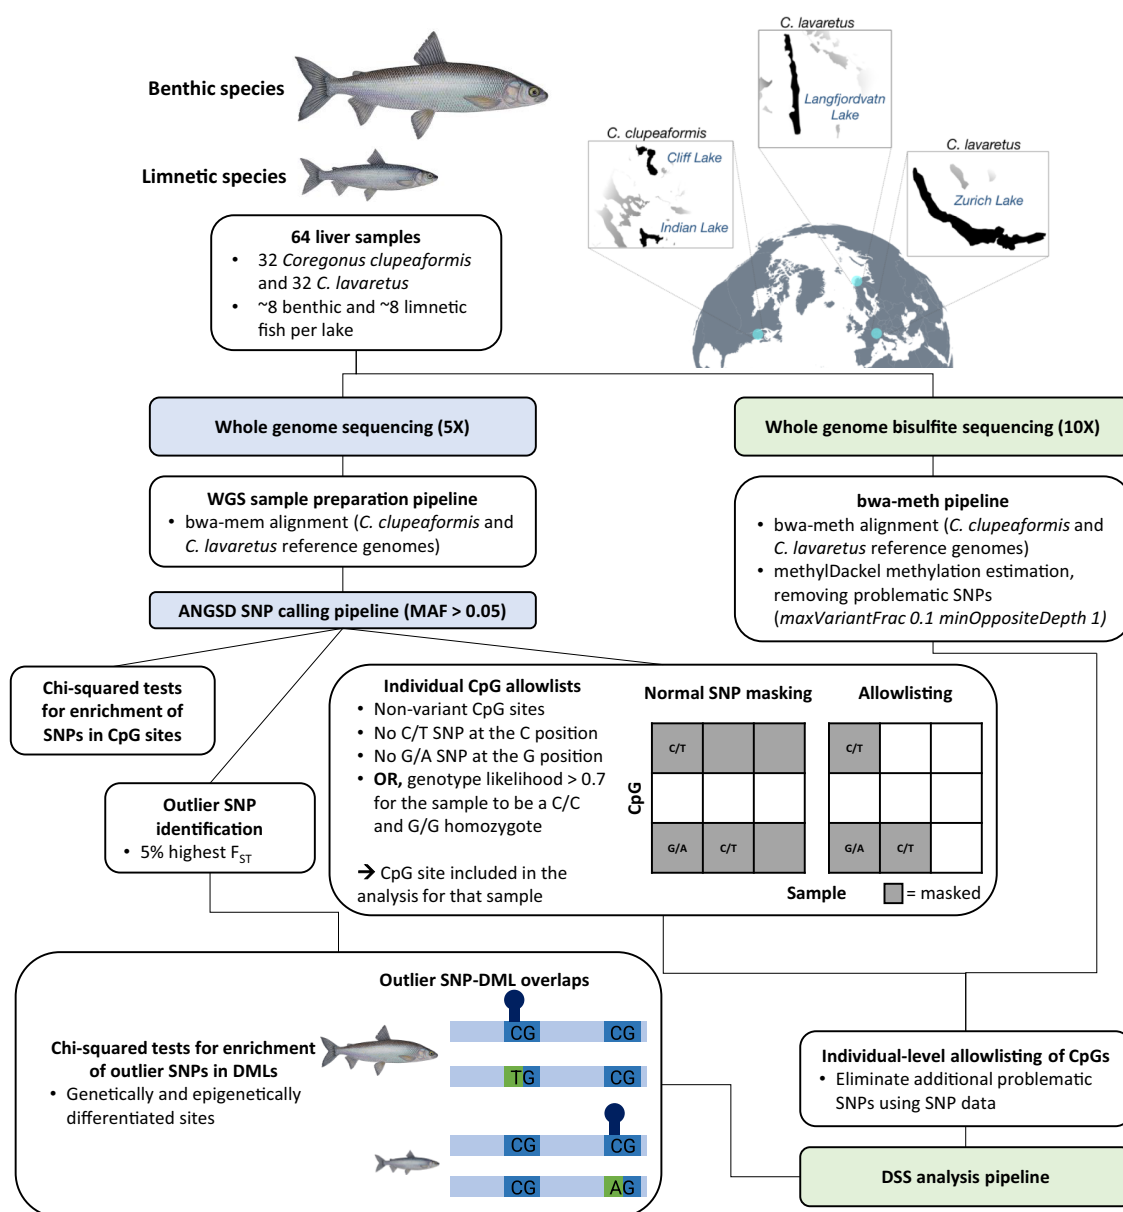 Benthic species
Limnetic species
C. lavaretus
Langfjordvatn
Lake
C. clupeaformis
Cliff Lake
Indian Lake
C. lavaretus
Zurich Lake
64 liver samples
• 32 Coregonus clupeaformis
and 32 C. lavaretus
• ~8 benthic and ~8 limnetic
fish per lake
Whole genome sequencing (5X)
Whole genome bisulfite sequencing (10X)
WGS sample preparation pipeline
• bwa-mem alignment (C. clupeaformis and
C. lavaretus reference genomes)
bwa-meth pipeline
• bwa-meth alignment (C. clupeaformis and
C. lavaretus reference genomes)
• methylDackel methylation estimation,
removing problematic SNPs
(maxVariantFrac 0.1 minOppositeDepth 1)
ANGSD SNP calling pipeline (MAF > 0.05)
Chi-squared tests
for enrichment of
SNPs in CpG sites
Outlier SNP
identification
• 5% highest FST
Individual CpG allowlists
• Non-variant CpG sites
• No C/T SNP at the C position
• No G/A SNP at the G position
• OR, genotype likelihood > 0.7
for the sample to be a C/C
and G/G homozygote
➔ CpG site included in the
analysis for that sample
Normal SNP masking
Allowlisting
CpG
C/T
C/T
G/A
C/T
G/A
C/T
Sample
= masked
Outlier SNP-DML overlaps
Chi-squared tests for enrichment
of outlier SNPs in DMLs
• Genetically and epigenetically
differentiated sites
CG
CG
TG
CG
CG
CG
CG
AG
Individual-level allowlisting of CpGs
• Eliminate additional problematic
SNPs using SNP data
DSS analysis pipeline